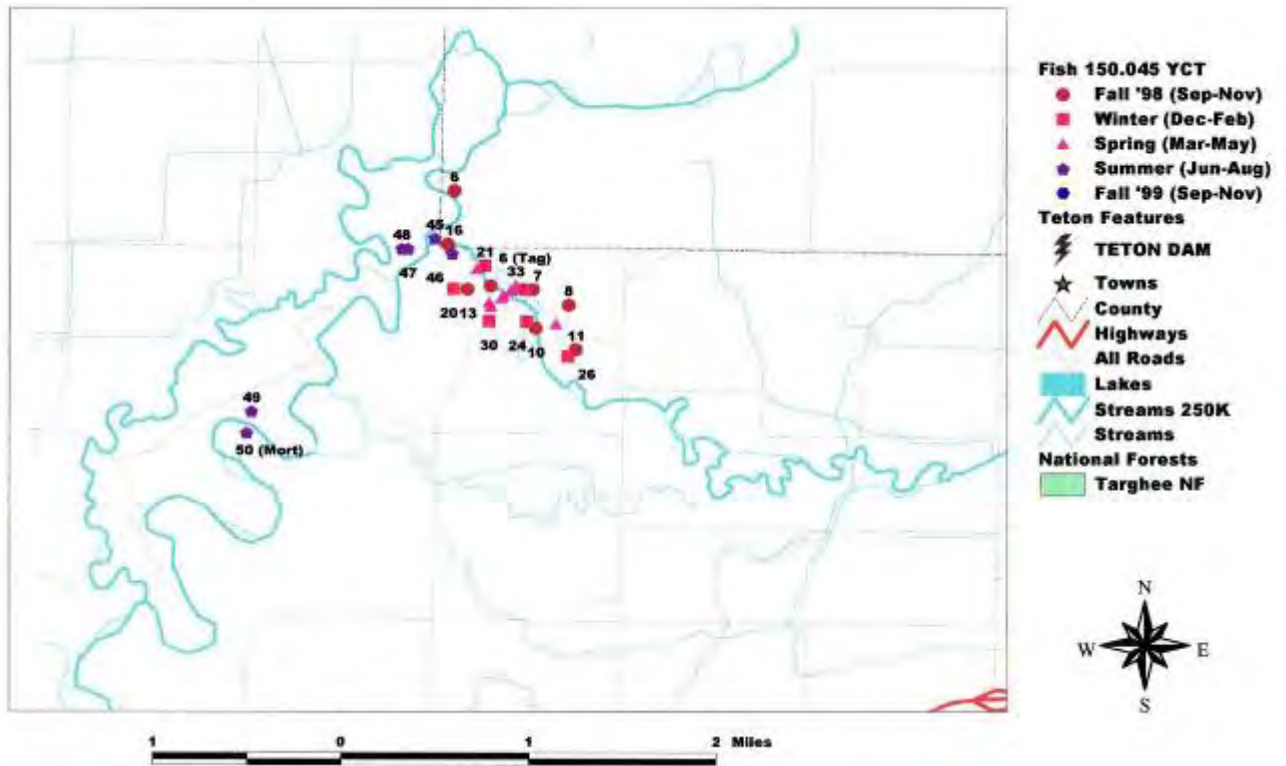 6
48
45
16
47
46
21
6 (Tag)
33
7
8
2013
30
24
10
11
26
49
50 (Mort)
Fish 150.045 YCT
Fall '98 (Sep-Nov)
Winter (Dec-Feb)
Spring (Mar-May)
Summer (Jun-Aug)
Fall '99 (Sep-Nov)
Teton Features
TETON DAM
Towns
County
Highways
All Roads
Lakes
Streams 250K
Streams
National Forests
Targhee NF
N
W E
S
1 0 1 2 Miles